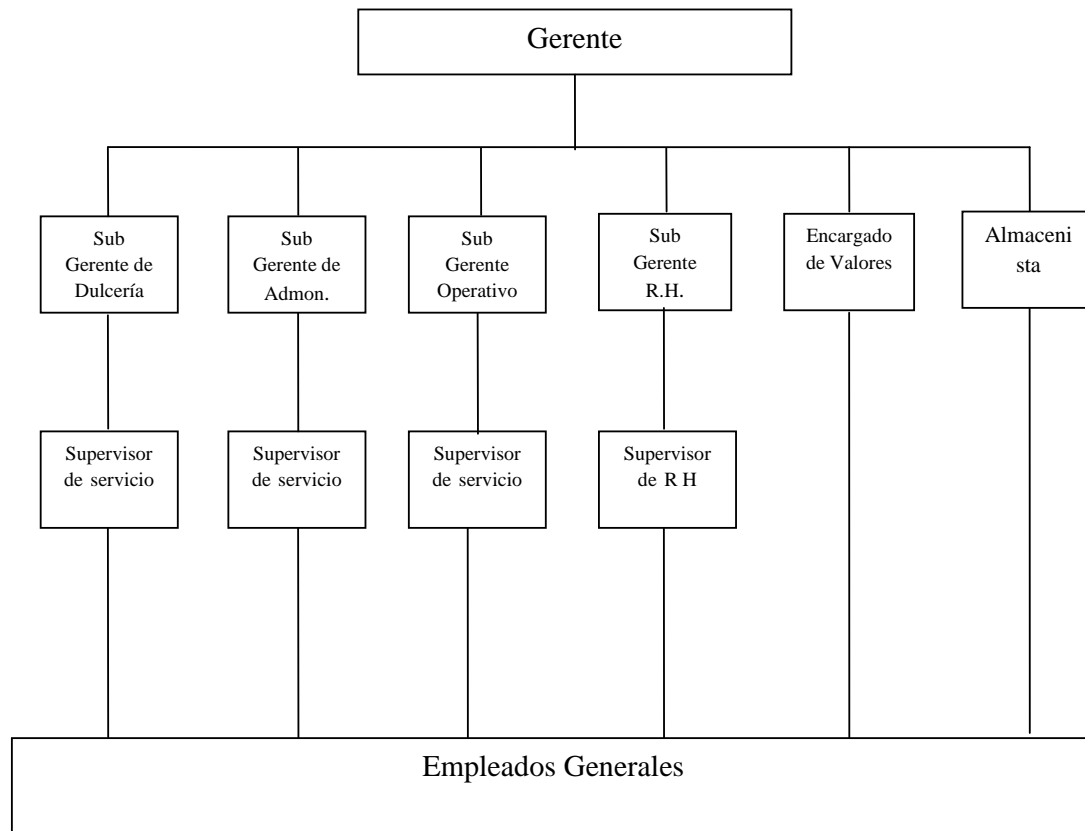 Gerente
Sub
Gerente de
Dulcería
Sub
Gerente de
Admon.
Sub
Gerente
Operativo
Sub
Gerente
R.H.
Encargado
de Valores
Almaceni
sta
Supervisor
de servicio
Supervisor
de servicio
Supervisor
de servicio
Supervisor
de R H
Empleados Generales